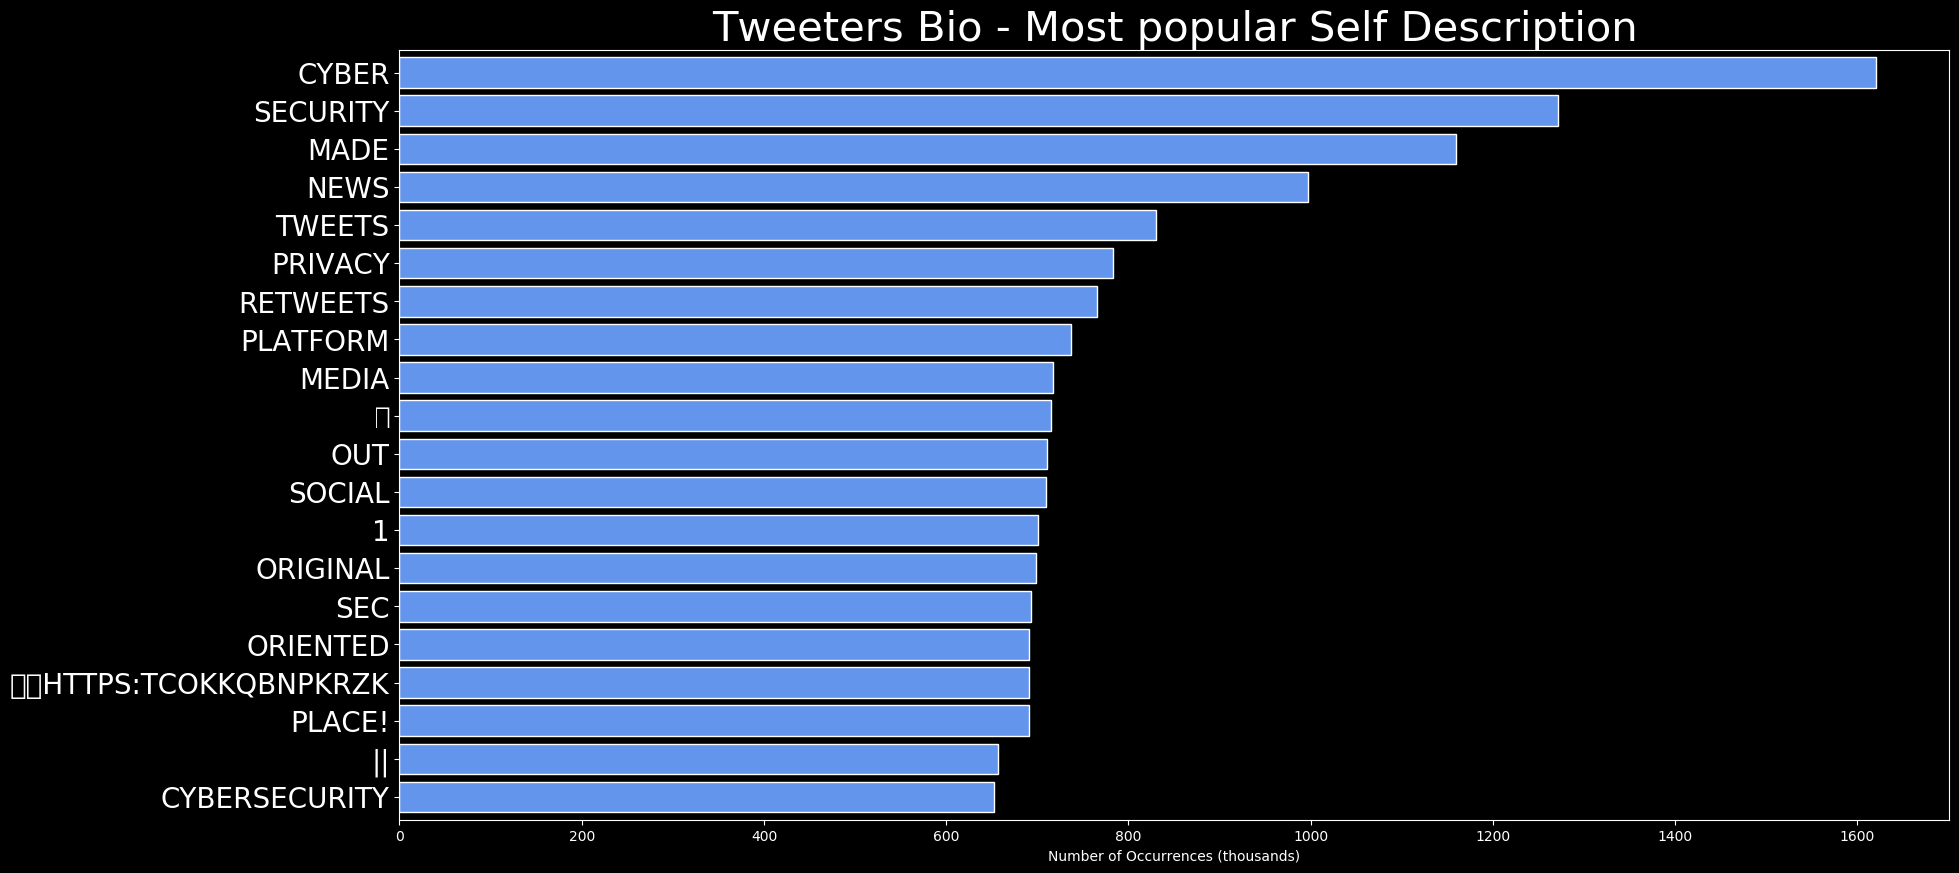 Tweeters Bio - Most popular Self Description
CYBER
SECURITY
MADE
NEWS
TWEETS
PRIVACY
RETWEETS
PLATFORM
MEDIA
OUT
SOCIAL
1
ORIGINAL
SEC
ORIENTED
HTTPS:TCOKKQBNPKRZK
PLACE!
||
CYBERSECURITY
0 200 400 600 800 1000 1200 1400 1600
Number of Occurrences (thousands)